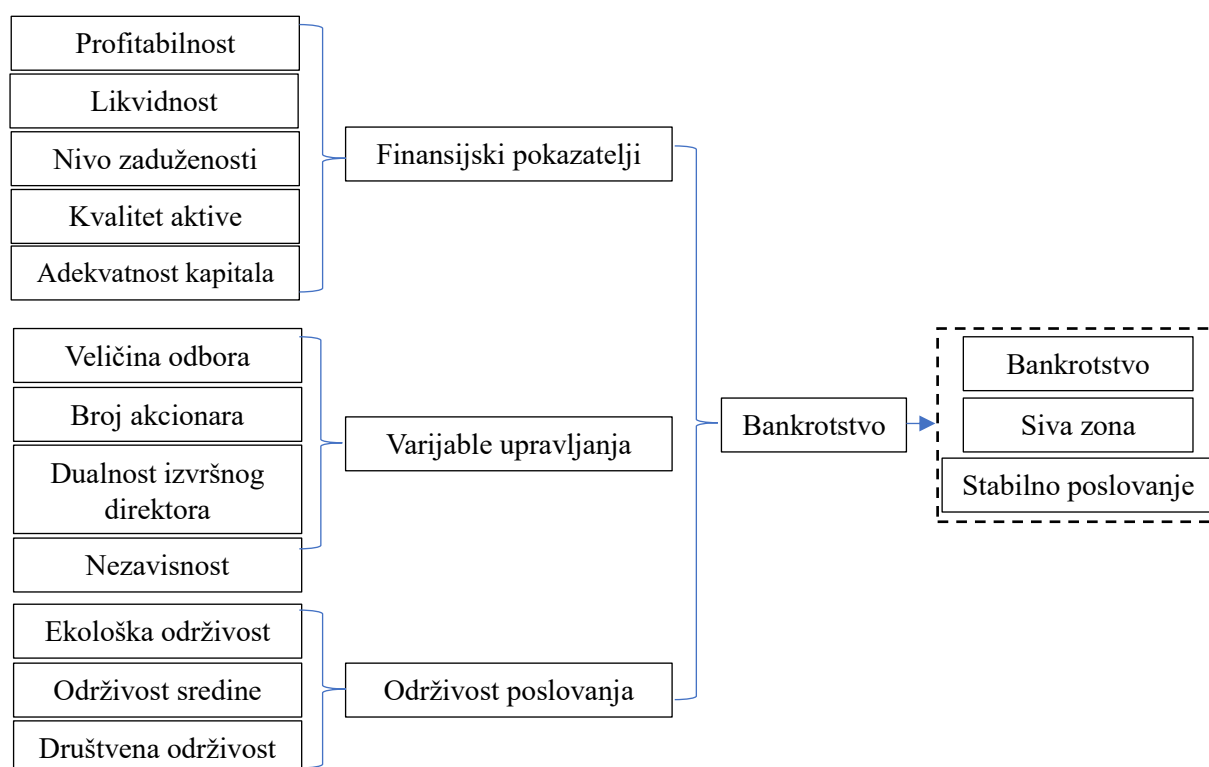 Profitabilnost
Likvidnost
Nivo zaduženosti
Kvalitet aktive
Adekvatnost kapitala
Finansijski pokazatelji
Veličina odbora
Broj akcionara
Dualnost izvršnog
direktora
Nezavisnost
Varijable upravljanja
Ekološka održivost
Održivost sredine
Društvena održivost
Održivost poslovanja
Bankrotstvo
Bankrotstvo
Siva zona
Stabilno poslovanje